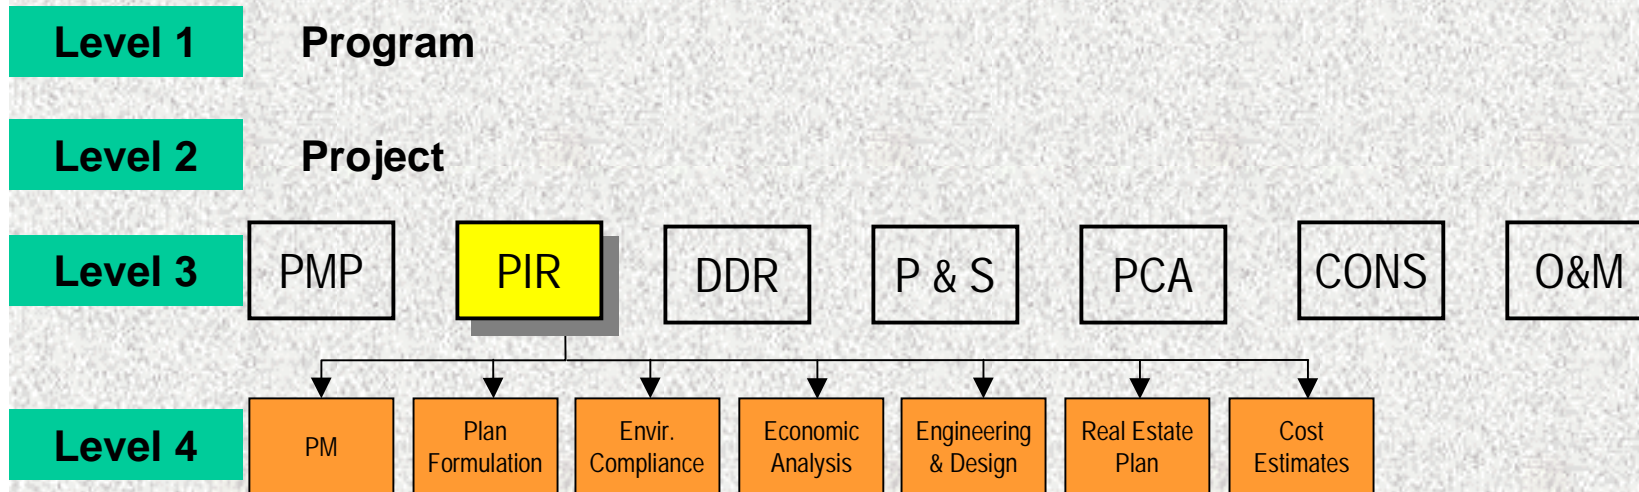 Level 1 Program
Level 2 Project
Level 3 PMP PIR DDR P & S PCA CONS O&M
Level 4
PM
Plan
Formulation
Envir.
Compliance
Economic
Analysis
Engineering
& Design
Real Estate
Plan
Cost
Estimates